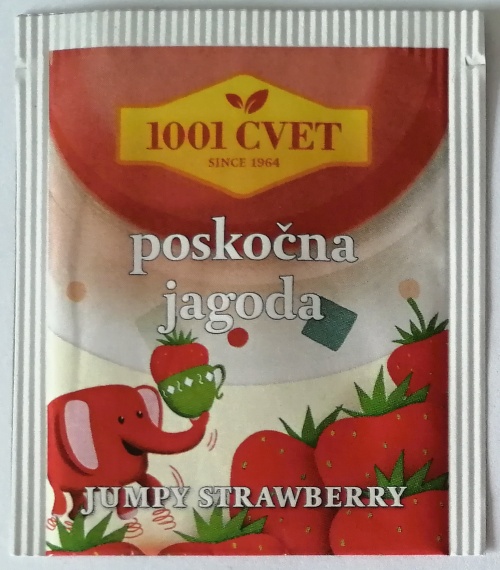 1001 CVET
SINCE 1964
poskočna
jagoda
JUMPY STRAWBERRY